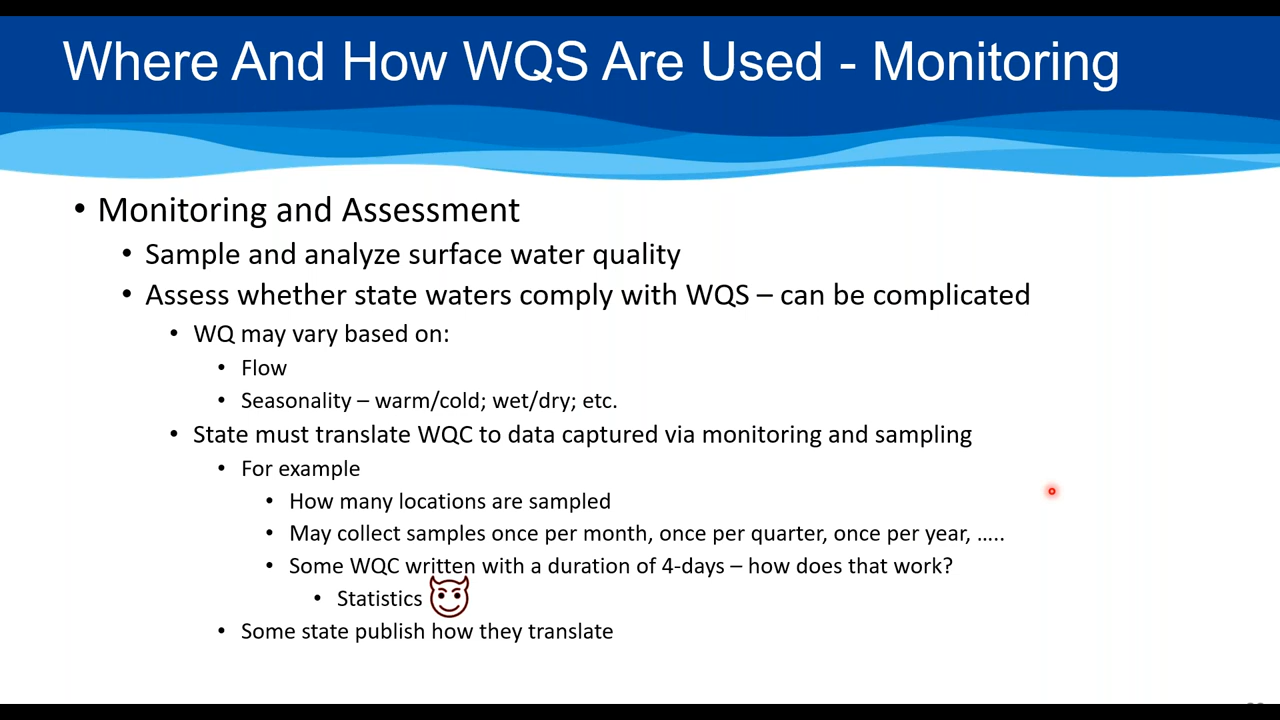 Where And How WQS Are Used - Monitoring
• Monitoring and Assessment
• Sample and analyze surface water quality
• Assess whether state waters comply with WQS – can be complicated
• WQ may vary based on:
• Flow
• Seasonality – warm/cold; wet/dry; etc.
• State must translate WQC to data captured via monitoring and sampling
• For example
• How many locations are sampled
• May collect samples once per month, once per quarter, once per year, …..
• Some WQC written with a duration of 4-days – how does that work?
• Statistics
• Some state publish how they translate